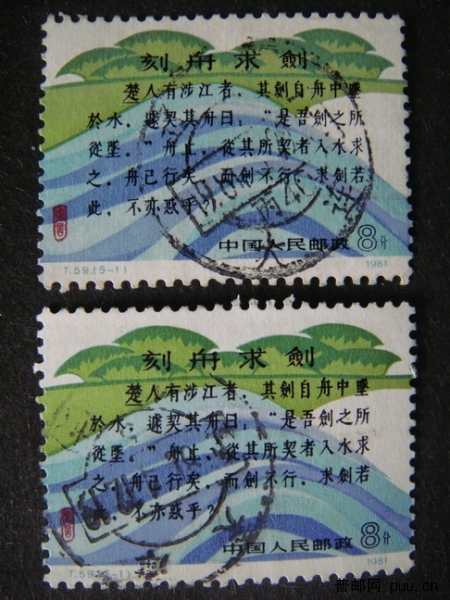 刻舟求劍
楚人有涉江者，其劍自舟中墜
於水，遽契其舟曰：“是吾劍之所
從墜。”舟止，從其所契者入水求
之。舟已行矣，而劍不行，求劍若
此，不亦惑乎？
中国人民邮政 8分
T.59.(5-1) 1981
刻舟求劍
楚人有涉江者，其劍自舟中墜
於水，遽契其舟曰：“是吾劍之所
從墜。”舟止，從其所契者入水求
之。舟已行矣，而劍不行，求劍若
此，不亦惑乎？
中国人民邮政 8分
T.59.(5-1) 1981
普邮网 puu.cn